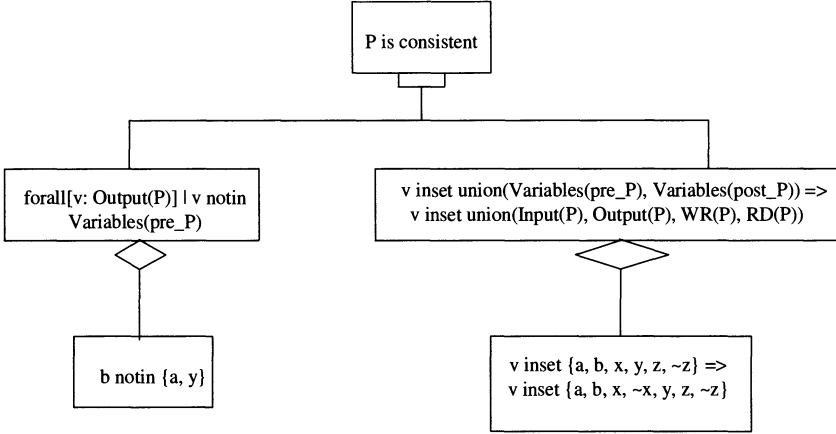 P is consistent
forall[v: Output(P)] | v notin
Variables(pre_P)
v inset union(Variables(pre_P), Variables(post_P)) =>
v inset union(Input(P), Output(P), WR(P), RD(P))
b notin {a, y}
v inset {a, b, x, y, z, ~z} =>
v inset {a, b, x, ~x, y, z, ~z}